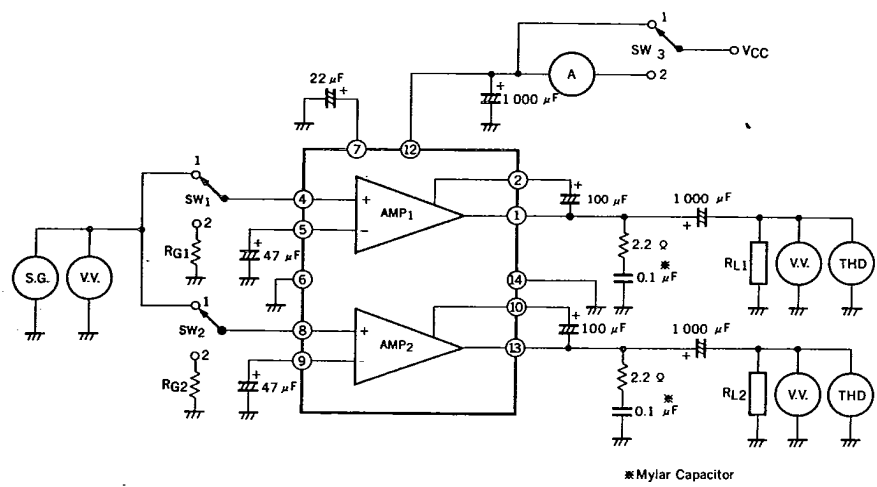 1
SW 3
VCC
22 μF
+
A
2
+
1 000 μF
7
12
1
SW1
4
+
AMP1
2
+
100 μF
1 000 μF
1
+
2
5
−
RG1
+
47 μF
2.2 Ω
※
0.1 μF
S.G.
V.V.
6
14
RL1
V.V.
THD
10
1
SW2
8
+
AMP2
+
100 μF
1 000 μF
13
+
2
9
−
RG2
+
47 μF
2.2 Ω
※
0.1 μF
RL2
V.V.
THD
※Mylar Capacitor